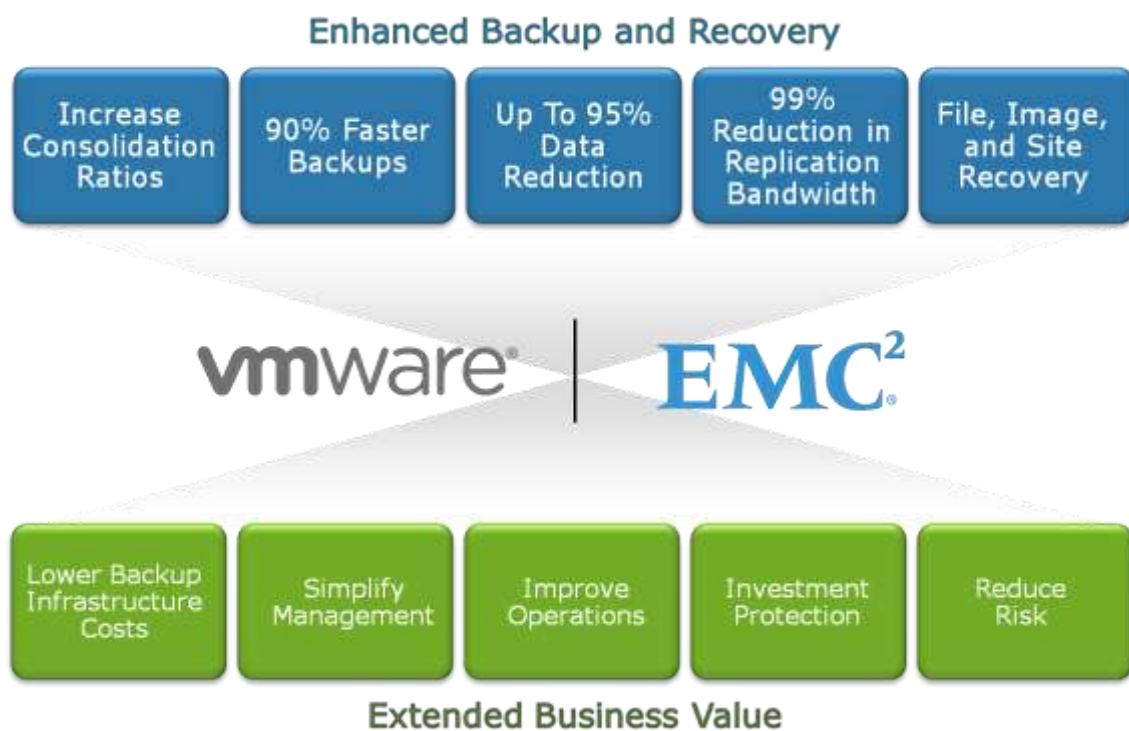 Enhanced Backup and Recovery
Increase
Consolidation
Ratios
90% Faster
Backups
Up To 95%
Data
Reduction
99%
Reduction in
Replication
Bandwidth
File, Image,
and Site
Recovery
vmware®
EMC²®
Lower Backup
Infrastructure
Costs
Simplify
Management
Improve
Operations
Investment
Protection
Reduce
Risk
Extended Business Value